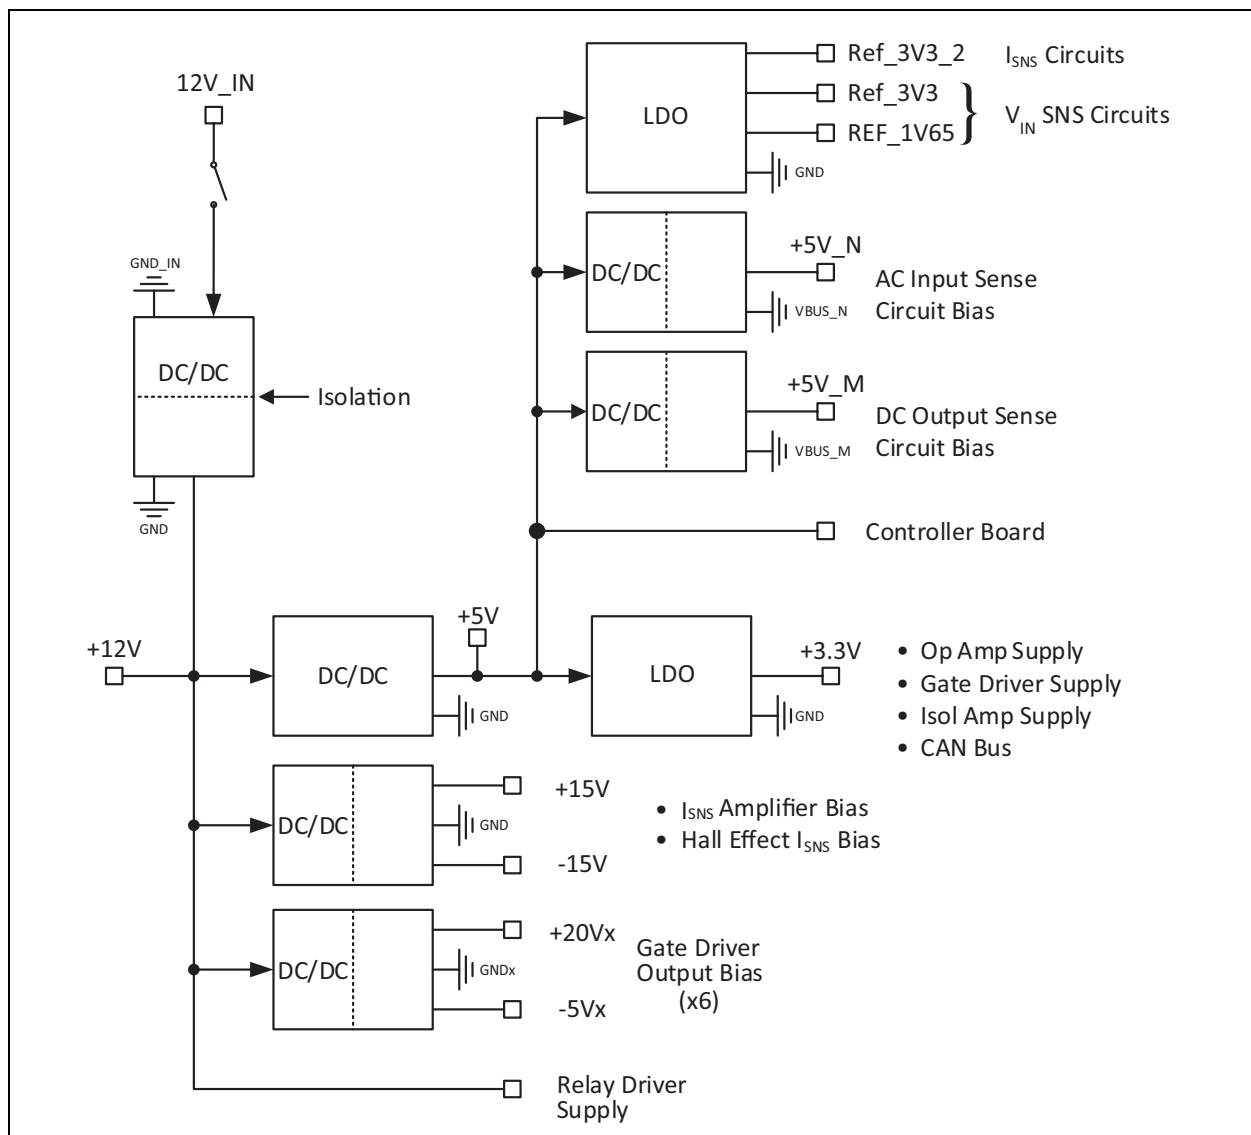 12V_IN
GND_IN
DC/DC
Isolation
GND
LDO
Ref_3V3_2
I_SNS Circuits
Ref_3V3
REF_1V65
V_IN SNS Circuits
GND
DC/DC
+5V_N
VBUS_N
AC Input Sense
Circuit Bias
DC/DC
+5V_M
VBUS_M
DC Output Sense
Circuit Bias
Controller Board
+12V
DC/DC
+5V
GND
LDO
+3.3V
GND
• Op Amp Supply
• Gate Driver Supply
• Isol Amp Supply
• CAN Bus
DC/DC
+15V
GND
-15V
• I_SNS Amplifier Bias
• Hall Effect I_SNS Bias
DC/DC
+20Vx
GNDx
-5Vx
Gate Driver
Output Bias
(x6)
Relay Driver
Supply